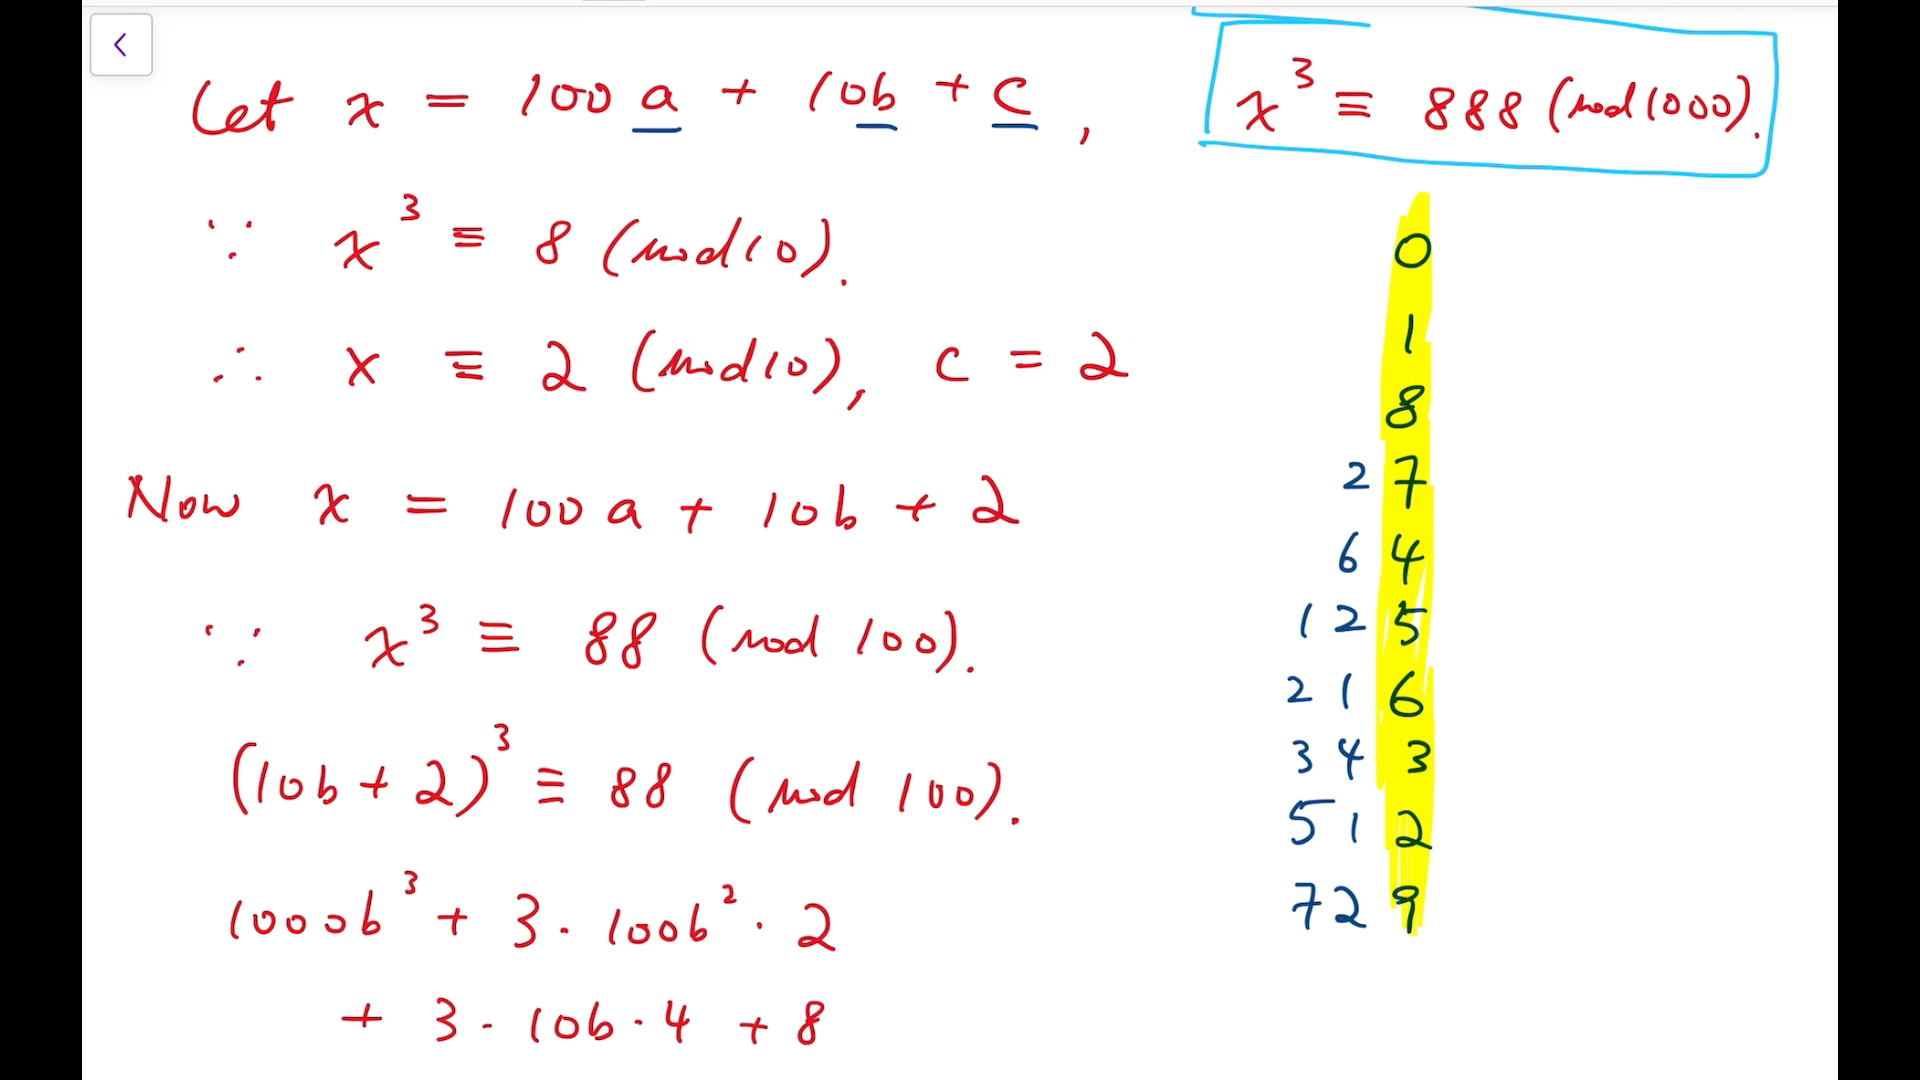 Let x = 100a + 10b + c,
x³ ≡ 888 (mod 1000).
∵ x³ ≡ 8 (mod 10).
∴ x ≡ 2 (mod 10), c = 2
Now x = 100a + 10b + 2
∵ x³ ≡ 88 (mod 100).
(10b + 2)³ ≡ 88 (mod 100).
1000b³ + 3 · 100b² · 2
+ 3 · 10b · 4 + 8
0
1
8
27
64
125
216
343
512
729